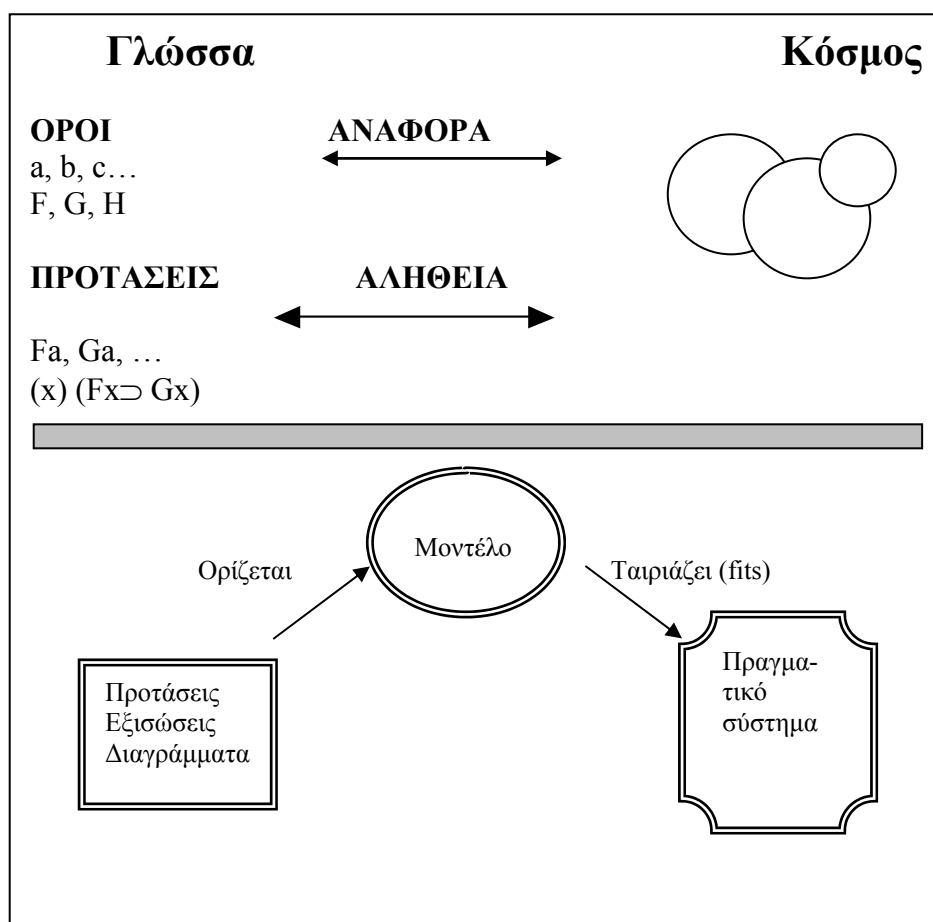 Γλώσσα Κόσμος
ΟΡΟΙ ΑΝΑΦΟΡΑ
a, b, c…
F, G, H
ΠΡΟΤΑΣΕΙΣ ΑΛΗΘΕΙΑ
Fa, Ga, …
(x) (Fx⊃ Gx)
Μοντέλο
Ορίζεται
Ταιριάζει (fits)
Προτάσεις
Εξισώσεις
Διαγράμματα
Πραγμα-
τικό
σύστημα